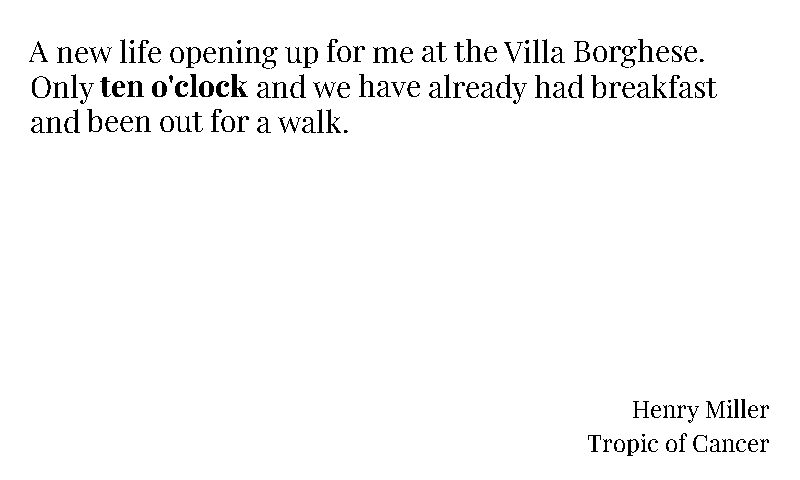 A new life opening up for me at the Villa Borghese.
Only ten o'clock and we have already had breakfast
and been out for a walk.
Henry Miller
Tropic of Cancer